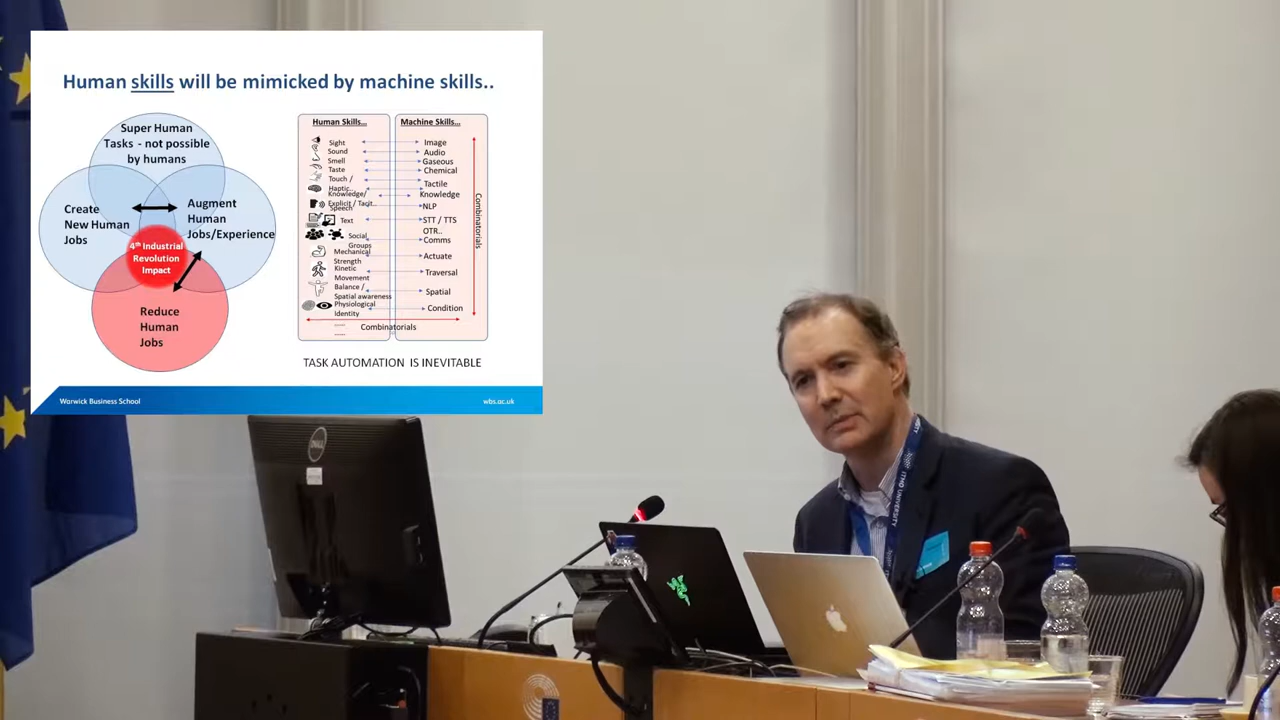 Human skills will be mimicked by machine skills..
Super Human
Tasks - not possible
by humans
Create
New Human
Jobs
Augment
Human
Jobs/Experience
4th Industrial
Revolution
Impact
Reduce
Human
Jobs
Human Skills...
Sight
Sound
Smell
Taste
Touch /
Haptic..
Knowledge/
Explicit / Tacit..
Speech
Text
Social
Groups
Mechanical
Strength
Kinetic
Movement
Balance /
Spatial awareness
Physiological
Identity
......
......
Machine Skills...
Image
Audio
Gaseous
Chemical
Tactile
Knowledge
NLP
STT / TTS
OTR..
Comms
Actuate
Traversal
Spatial
Condition
Combinatorials
Combinatorials
TASK AUTOMATION IS INEVITABLE
Warwick Business School
wbs.ac.uk
DELL
ITMO UNIVERSITY